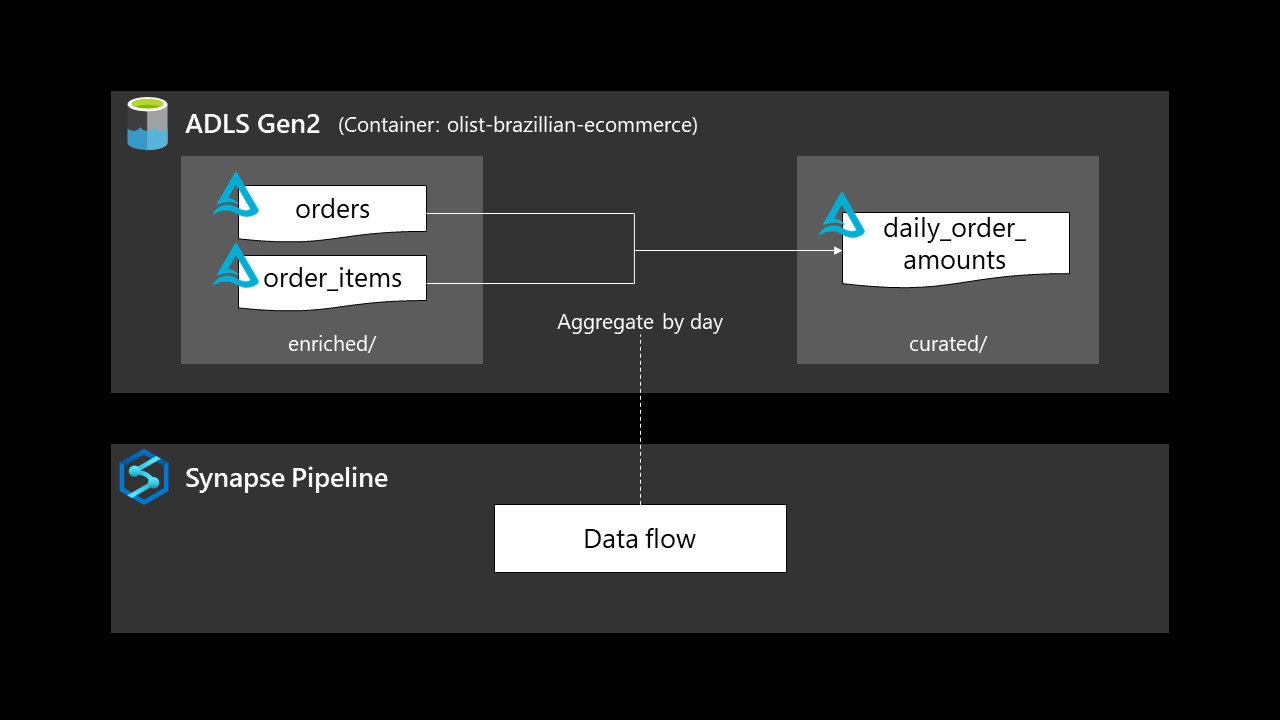 ADLS Gen2 (Container: olist-brazillian-ecommerce)
orders
order_items
enriched/
Aggregate by day
daily_order_
amounts
curated/
Synapse Pipeline
Data flow